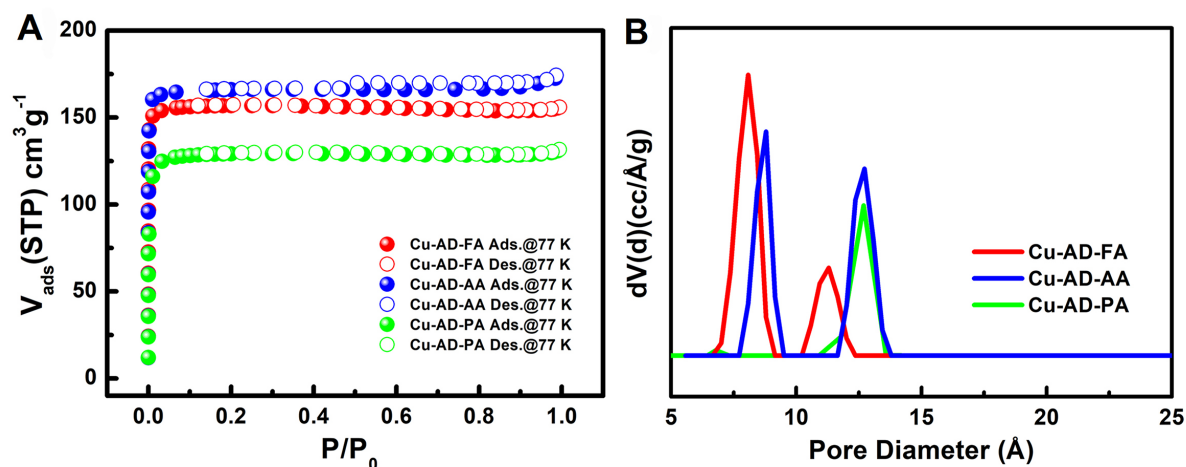 A
V_ads(STP) cm³g⁻¹
200
150
100
50
0
0.0 0.2 0.4 0.6 0.8 1.0
P/P₀
Cu-AD-FA Ads.@77 K
Cu-AD-FA Des.@77 K
Cu-AD-AA Ads.@77 K
Cu-AD-AA Des.@77 K
Cu-AD-PA Ads.@77 K
Cu-AD-PA Des.@77 K
B
dV(d)(cc/Å/g)
Cu-AD-FA
Cu-AD-AA
Cu-AD-PA
5 10 15 20 25
Pore Diameter (Å)